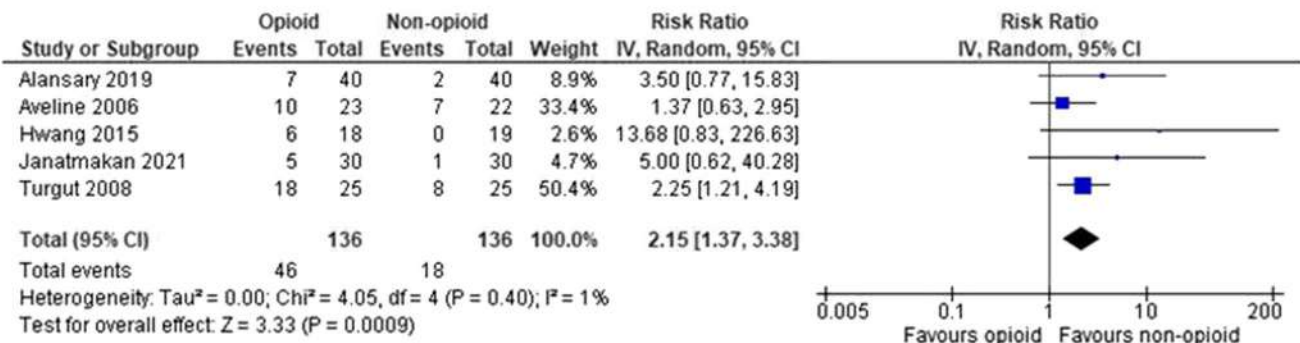 Opioid Non-opioid Risk Ratio Risk Ratio
Study or Subgroup Events Total Events Total Weight IV, Random, 95% CI IV, Random, 95% CI
Alansary 2019 7 40 2 40 8.9% 3.50 [0.77, 15.83]
Aveline 2006 10 23 7 22 33.4% 1.37 [0.63, 2.95]
Hwang 2015 6 18 0 19 2.6% 13.68 [0.83, 226.63]
Janatmakan 2021 5 30 1 30 4.7% 5.00 [0.62, 40.28]
Turgut 2008 18 25 8 25 50.4% 2.25 [1.21, 4.19]
Total (95% CI) 136 136 100.0% 2.15 [1.37, 3.38]
Total events 46 18
Heterogeneity: Tau² = 0.00; Chi² = 4.05, df = 4 (P = 0.40); I² = 1%
Test for overall effect: Z = 3.33 (P = 0.0009)
0.005 0.1 1 10 200
Favours opioid Favours non-opioid